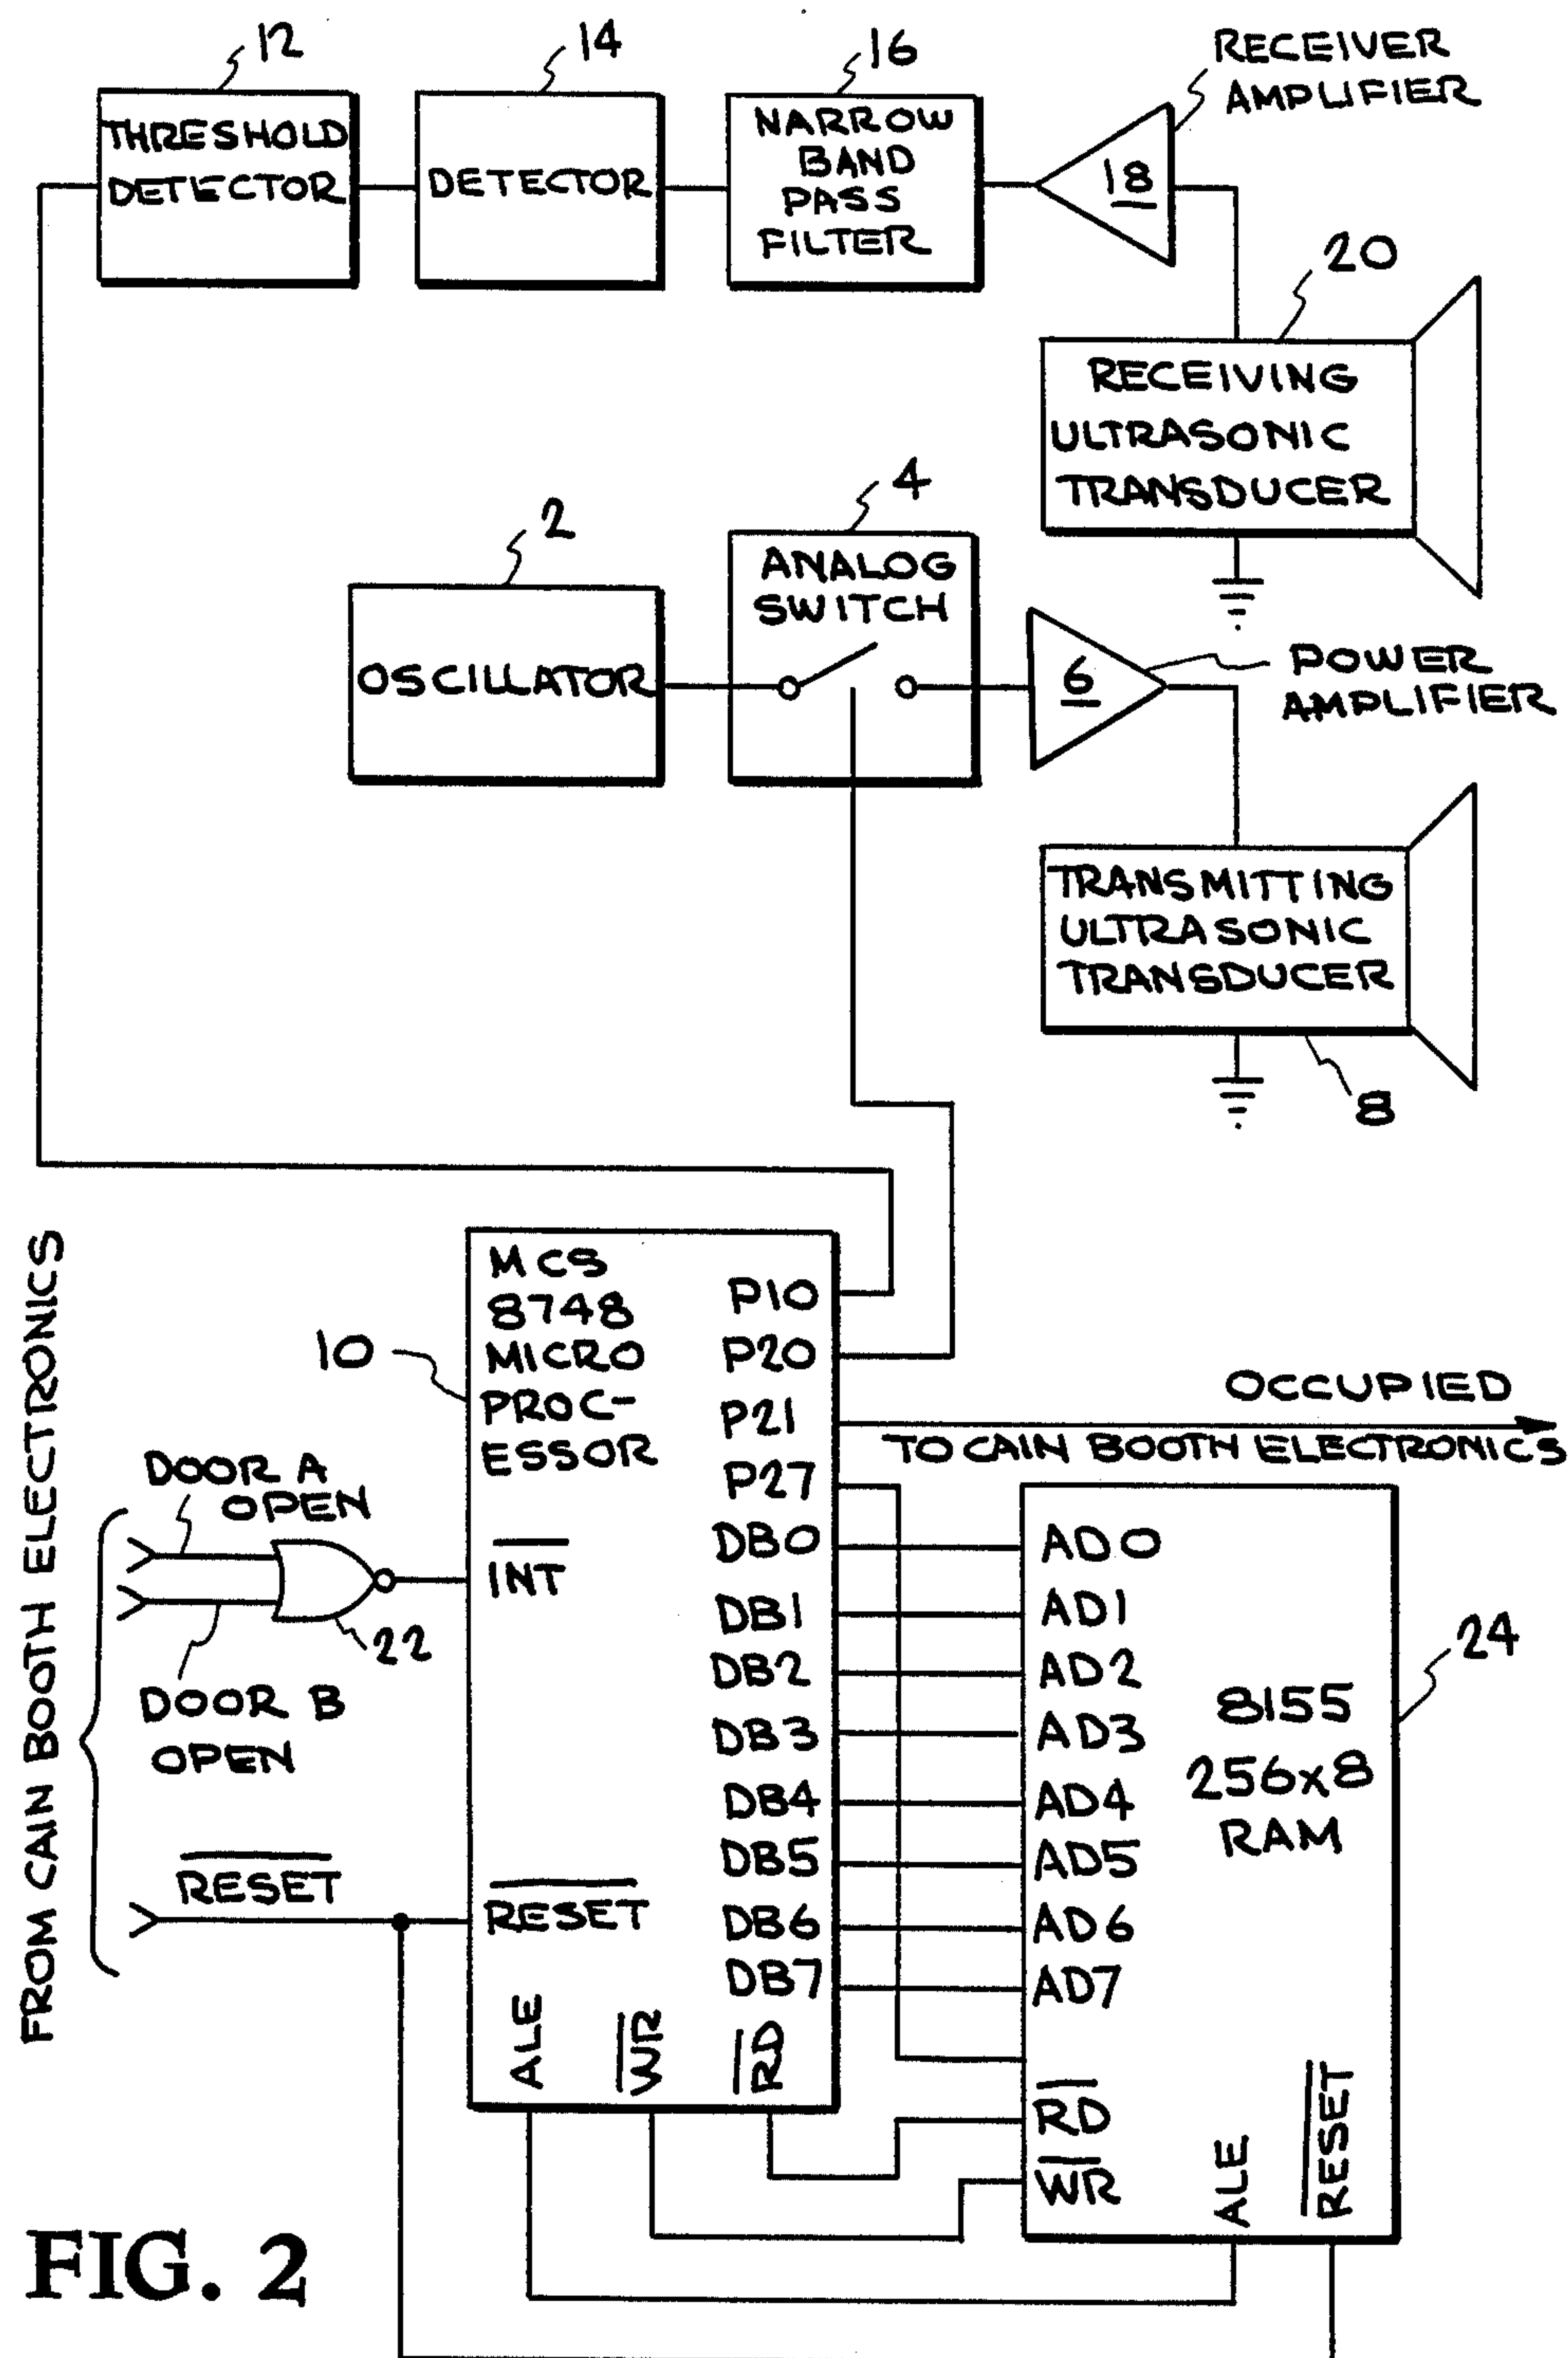 12
14
16
RECEIVER
AMPLIFIER
THRESHOLD
DETECTOR
DETECTOR
NARROW
BAND
PASS
FILTER
18
20
RECEIVING
ULTRASONIC
TRANSDUCER
2
4
OSCILLATOR
ANALOG
SWITCH
6
POWER
AMPLIFIER
TRANSMITTING
ULTRASONIC
TRANSDUCER
8
FROM CAIN BOOTH ELECTRONICS
10
MCS
8748
MICRO
PROC-
ESSOR
P10
P20
P21
P27
OCCUPIED
TO CAIN BOOTH ELECTRONICS
DOOR A
OPEN
22
DOOR B
OPEN
INT
RESET
RESET
DB0
DB1
DB2
DB3
DB4
DB5
DB6
DB7
ALE
WR
RD
AD0
AD1
AD2
AD3
AD4
AD5
AD6
AD7
8155
256x8
RAM
24
RD
WR
ALE
RESET
FIG. 2